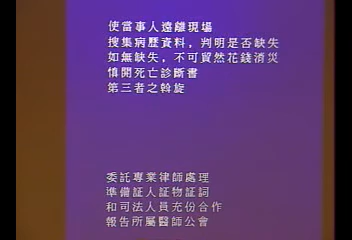 使當事人遠離現場
搜集病歷資料，判明是否缺失
如無缺失，不可貿然花錢消災
慎開死亡診斷書
第三者之斡旋
委託專業律師處理
準備証人証物証詞
和司法人員充份合作
報告所屬醫師公會